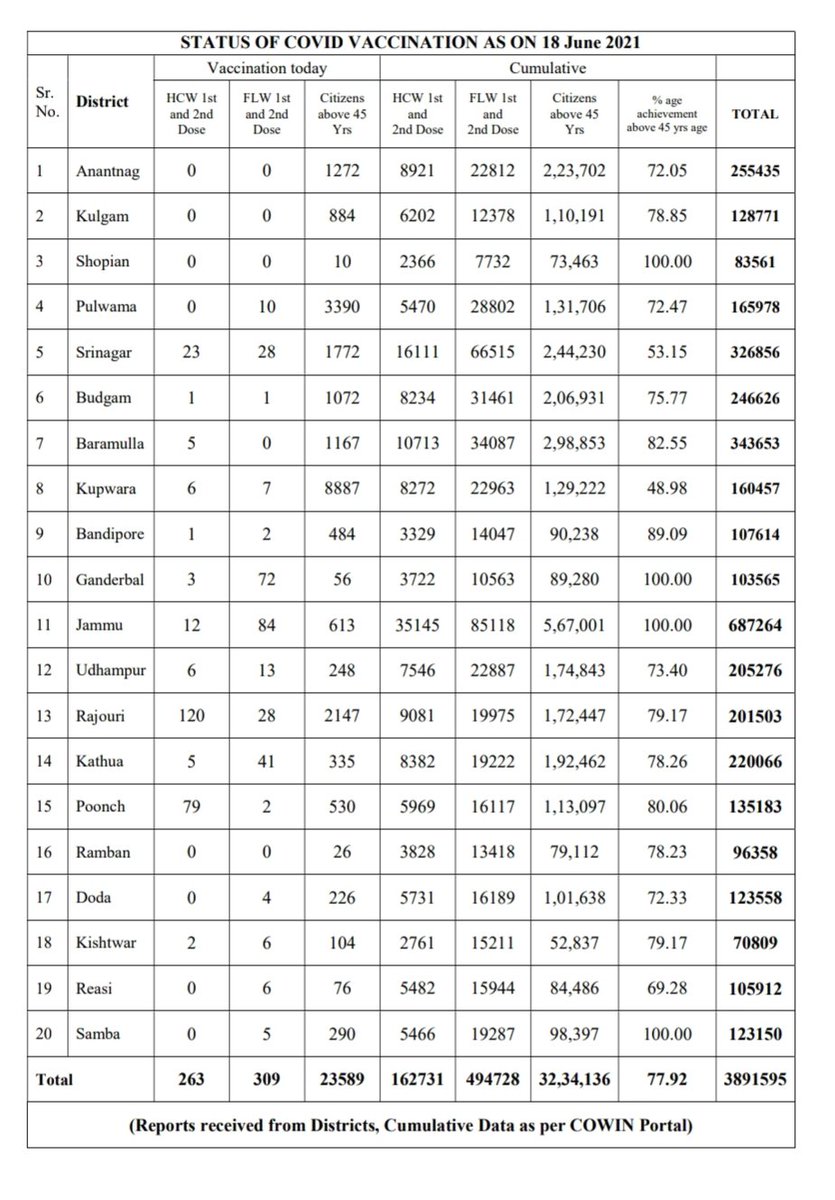 STATUS OF COVID VACCINATION AS ON 18 June 2021
Sr. No. District Vaccination today Cumulative
HCW 1st and 2nd Dose FLW 1st and 2nd Dose Citizens above 45 Yrs HCW 1st and 2nd Dose FLW 1st and 2nd Dose Citizens above 45 Yrs % age achievement above 45 yrs age TOTAL
1 Anantnag 0 0 1272 8921 22812 2,23,702 72.05 255435
2 Kulgam 0 0 884 6202 12378 1,10,191 78.85 128771
3 Shopian 0 0 10 2366 7732 73,463 100.00 83561
4 Pulwama 0 10 3390 5470 28802 1,31,706 72.47 165978
5 Srinagar 23 28 1772 16111 66515 2,44,230 53.15 326856
6 Budgam 1 1 1072 8234 31461 2,06,931 75.77 246626
7 Baramulla 5 0 1167 10713 34087 2,98,853 82.55 343653
8 Kupwara 6 7 8887 8272 22963 1,29,222 48.98 160457
9 Bandipore 1 2 484 3329 14047 90,238 89.09 107614
10 Ganderbal 3 72 56 3722 10563 89,280 100.00 103565
11 Jammu 12 84 613 35145 85118 5,67,001 100.00 687264
12 Udhampur 6 13 248 7546 22887 1,74,843 73.40 205276
13 Rajouri 120 28 2147 9081 19975 1,72,447 79.17 201503
14 Kathua 5 41 335 8382 19222 1,92,462 78.26 220066
15 Poonch 79 2 530 5969 16117 1,13,097 80.06 135183
16 Ramban 0 0 26 3828 13418 79,112 78.23 96358
17 Doda 0 4 226 5731 16189 1,01,638 72.33 123558
18 Kishtwar 2 6 104 2761 15211 52,837 79.17 70809
19 Reasi 0 6 76 5482 15944 84,486 69.28 105912
20 Samba 0 5 290 5466 19287 98,397 100.00 123150
Total 263 309 23589 162731 494728 32,34,136 77.92 3891595
(Reports received from Districts, Cumulative Data as per COWIN Portal)